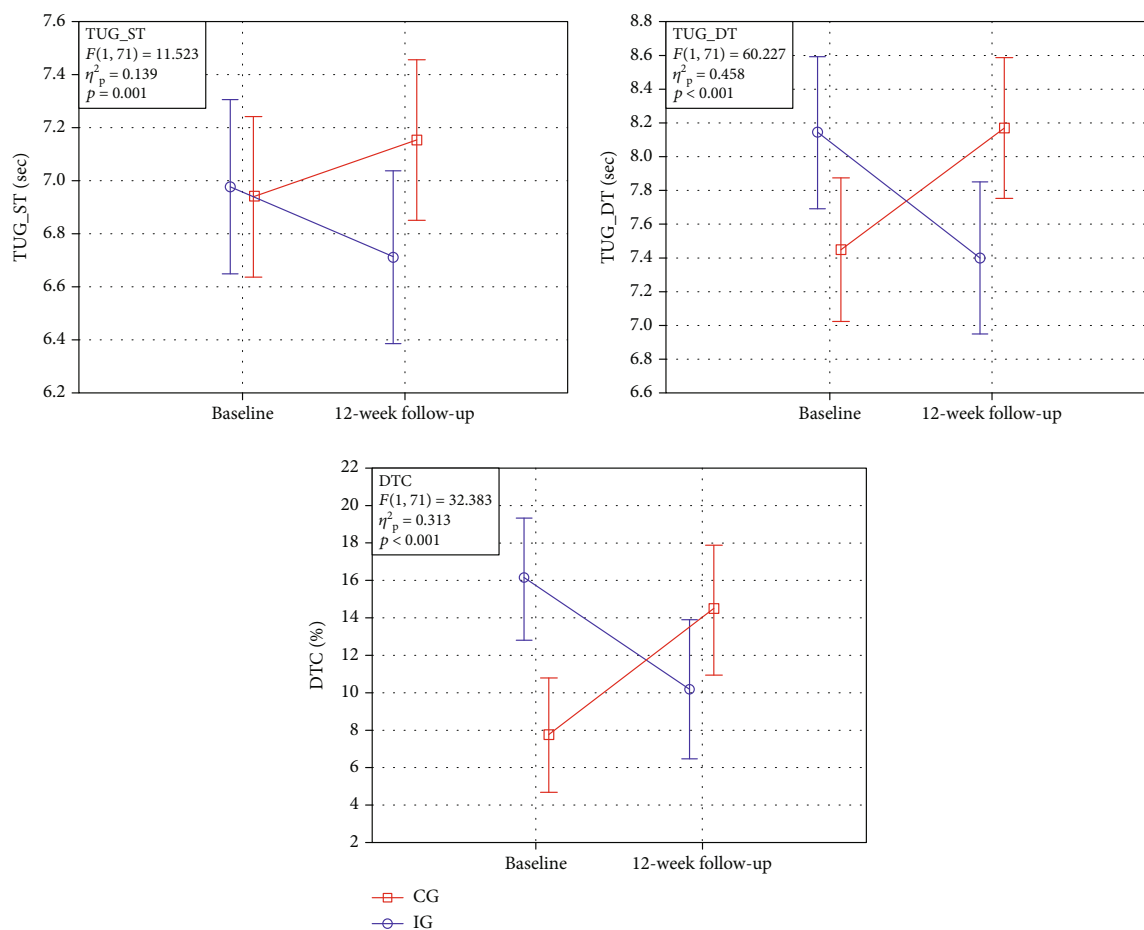 TUG_ST
F(1, 71) = 11.523
η²ₚ = 0.139
p = 0.001
7.6
7.4
7.2
7.0
6.8
6.6
6.4
6.2
TUG_ST (sec)
Baseline
12-week follow-up
TUG_DT
F(1, 71) = 60.227
η²ₚ = 0.458
p < 0.001
8.8
8.6
8.4
8.2
8.0
7.8
7.6
7.4
7.2
7.0
6.8
6.6
TUG_DT (sec)
Baseline
12-week follow-up
DTC
F(1, 71) = 32.383
η²ₚ = 0.313
p < 0.001
22
20
18
16
14
12
10
8
6
4
2
DTC (%)
Baseline
12-week follow-up
CG
IG